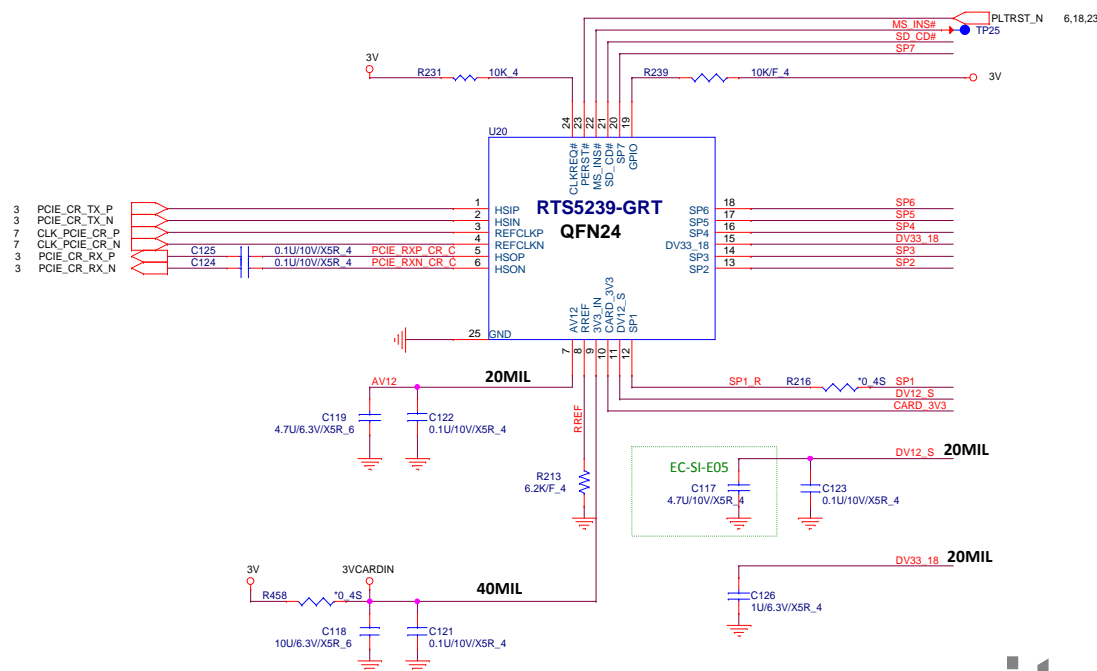 PLTRST_N 6,18,23
MS_INS#
TP25
SD_CD#
SP7
3V
R231 10K_4
R239 10K/F_4
3V
U20
24 23 22 21 20 19
CLKREQ# PERST# MS_INS# SD_CD# SP7 GPIO
RTS5239-GRT
QFN24
3 PCIE_CR_TX_P 1 HSIP
3 PCIE_CR_TX_N 2 HSIN
7 CLK_PCIE_CR_P 3 REFCLKP
7 CLK_PCIE_CR_N 4 REFCLKN
3 PCIE_CR_RX_P C125 0.1U/10V/X5R_4 PCIE_RXP_CR_C 5 HSOP
3 PCIE_CR_RX_N C124 0.1U/10V/X5R_4 PCIE_RXN_CR_C 6 HSON
SP6 18 SP6
SP5 17 SP5
SP4 16 SP4
DV33_18 15 DV33_18
SP3 14 SP3
SP2 13 SP2
25 GND
AV12 RREF 3V3_IN CARD_3V3 DV12_S SP1
7 8 9 10 11 12
AV12 20MIL
SP1_R R216 *0_4S SP1
DV12_S
CARD_3V3
C119
4.7U/6.3V/X5R_6
C122
0.1U/10V/X5R_4
RREF
R213
6.2K/F_4
EC-SI-E05
C117
4.7U/10V/X5R_4
DV12_S 20MIL
C123
0.1U/10V/X5R_4
DV33_18 20MIL
C126
1U/6.3V/X5R_4
3V
3VCARDIN
R458 *0_4S
40MIL
C118
10U/6.3V/X5R_6
C121
0.1U/10V/X5R_4